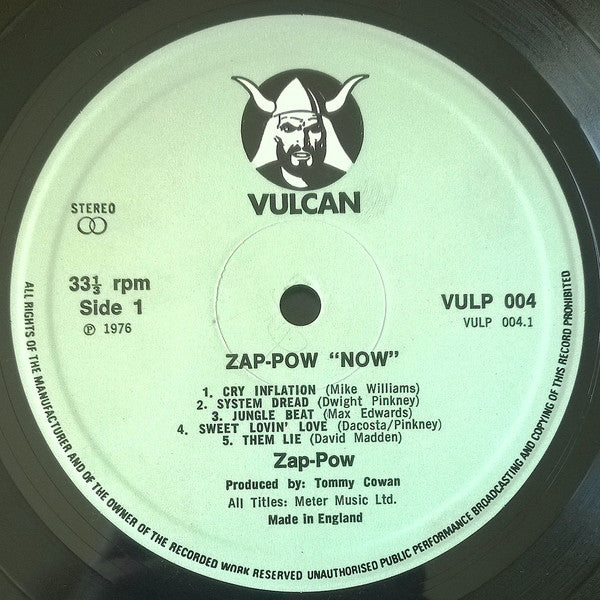 VULCAN
STEREO
33⅓ rpm
Side 1
℗ 1976
VULP 004
VULP 004.1
ZAP-POW “NOW”
1. CRY INFLATION (Mike Williams)
2. SYSTEM DREAD (Dwight Pinkney)
3. JUNGLE BEAT (Max Edwards)
4. SWEET LOVIN' LOVE (Dacosta/Pinkney)
5. THEM LIE (David Madden)
Zap-Pow
Produced by: Tommy Cowan
All Titles: Meter Music Ltd.
Made in England
ALL RIGHTS OF THE MANUFACTURER AND OF THE OWNER OF THE RECORDED WORK RESERVED UNAUTHORISED PUBLIC PERFORMANCE BROADCASTING AND COPYING OF THIS RECORD PROHIBITED